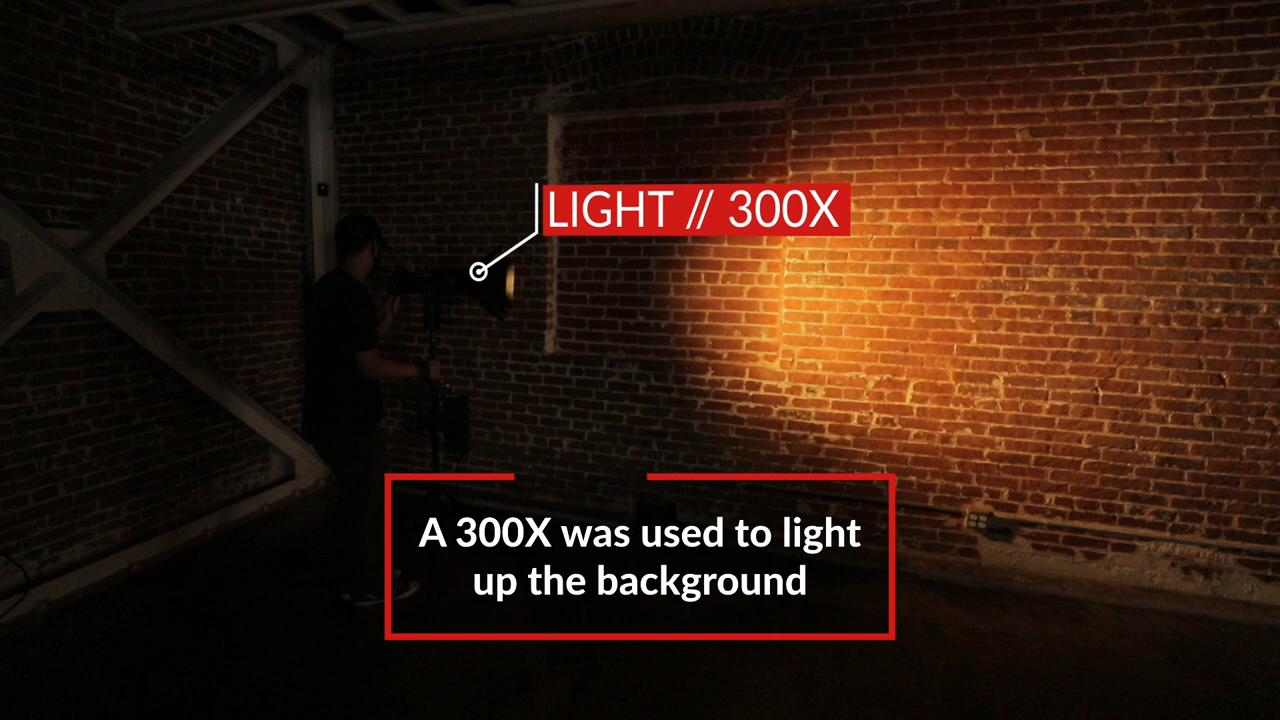 LIGHT // 300X
A 300X was used to light
up the background